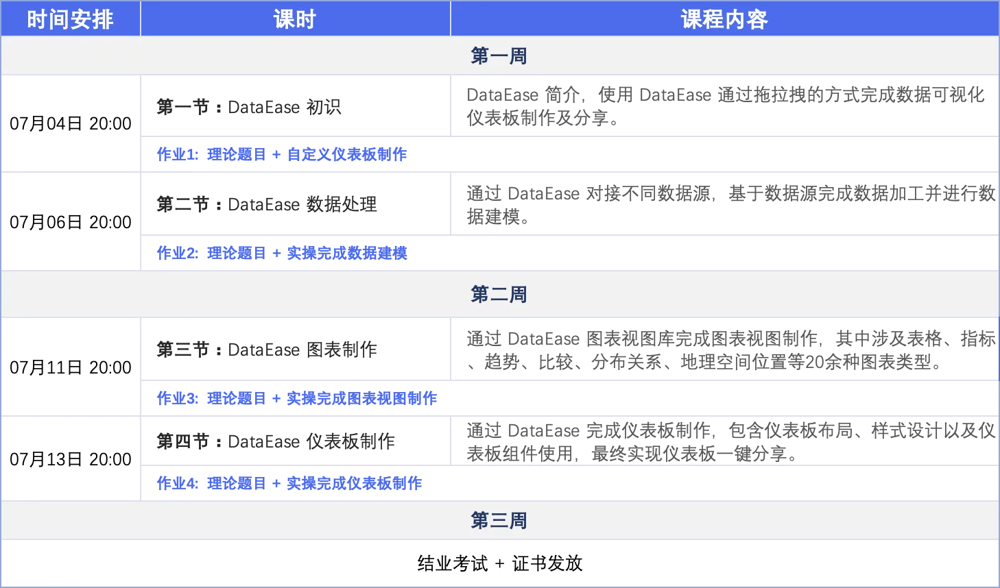 时间安排 课时 课程内容
第一周
07月04日 20:00
第一节：DataEase 初识
DataEase 简介，使用 DataEase 通过拖拉拽的方式完成数据可视化
仪表板制作及分享。
作业1: 理论题目 + 自定义仪表板制作
07月06日 20:00
第二节：DataEase 数据处理
通过 DataEase 对接不同数据源，基于数据源完成数据加工并进行数
据建模。
作业2: 理论题目 + 实操完成数据建模
第二周
07月11日 20:00
第三节：DataEase 图表制作
通过 DataEase 图表视图库完成图表视图制作，其中涉及表格、指标
、趋势、比较、分布关系、地理空间位置等20余种图表类型。
作业3: 理论题目 + 实操完成图表视图制作
07月13日 20:00
第四节：DataEase 仪表板制作
通过 DataEase 完成仪表板制作，包含仪表板布局、样式设计以及仪
表板组件使用，最终实现仪表板一键分享。
作业4: 理论题目 + 实操完成仪表板制作
第三周
结业考试 + 证书发放